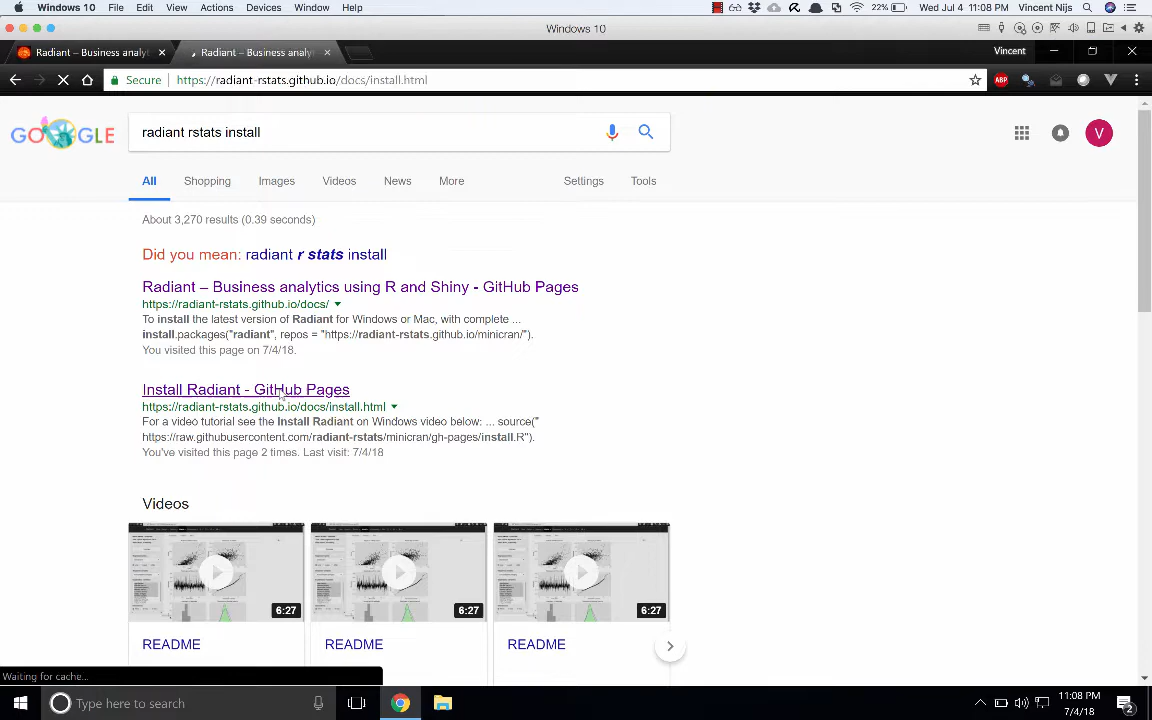 Windows 10 File Edit View Actions Devices Window Help 22% Wed Jul 4 11:08 PM Vincent Nijs
Windows 10
Radiant – Business analyt Radiant – Business analyt Vincent
Secure https://radiant-rstats.github.io/docs/install.html ABP
GOOGLE radiant rstats install V
All Shopping Images Videos News More Settings Tools
About 3,270 results (0.39 seconds)
Did you mean: radiant r stats install
Radiant – Business analytics using R and Shiny - GitHub Pages
https://radiant-rstats.github.io/docs/
To install the latest version of Radiant for Windows or Mac, with complete ...
install.packages("radiant", repos = "https://radiant-rstats.github.io/minicran/").
You visited this page on 7/4/18.
Install Radiant - GitHub Pages
https://radiant-rstats.github.io/docs/install.html
For a video tutorial see the Install Radiant on Windows video below: ... source("
https://raw.githubusercontent.com/radiant-rstats/minicran/gh-pages/install.R").
You've visited this page 2 times. Last visit: 7/4/18
Videos
6:27 6:27 6:27
README README README
Waiting for cache...
Type here to search 11:08 PM
7/4/18 2